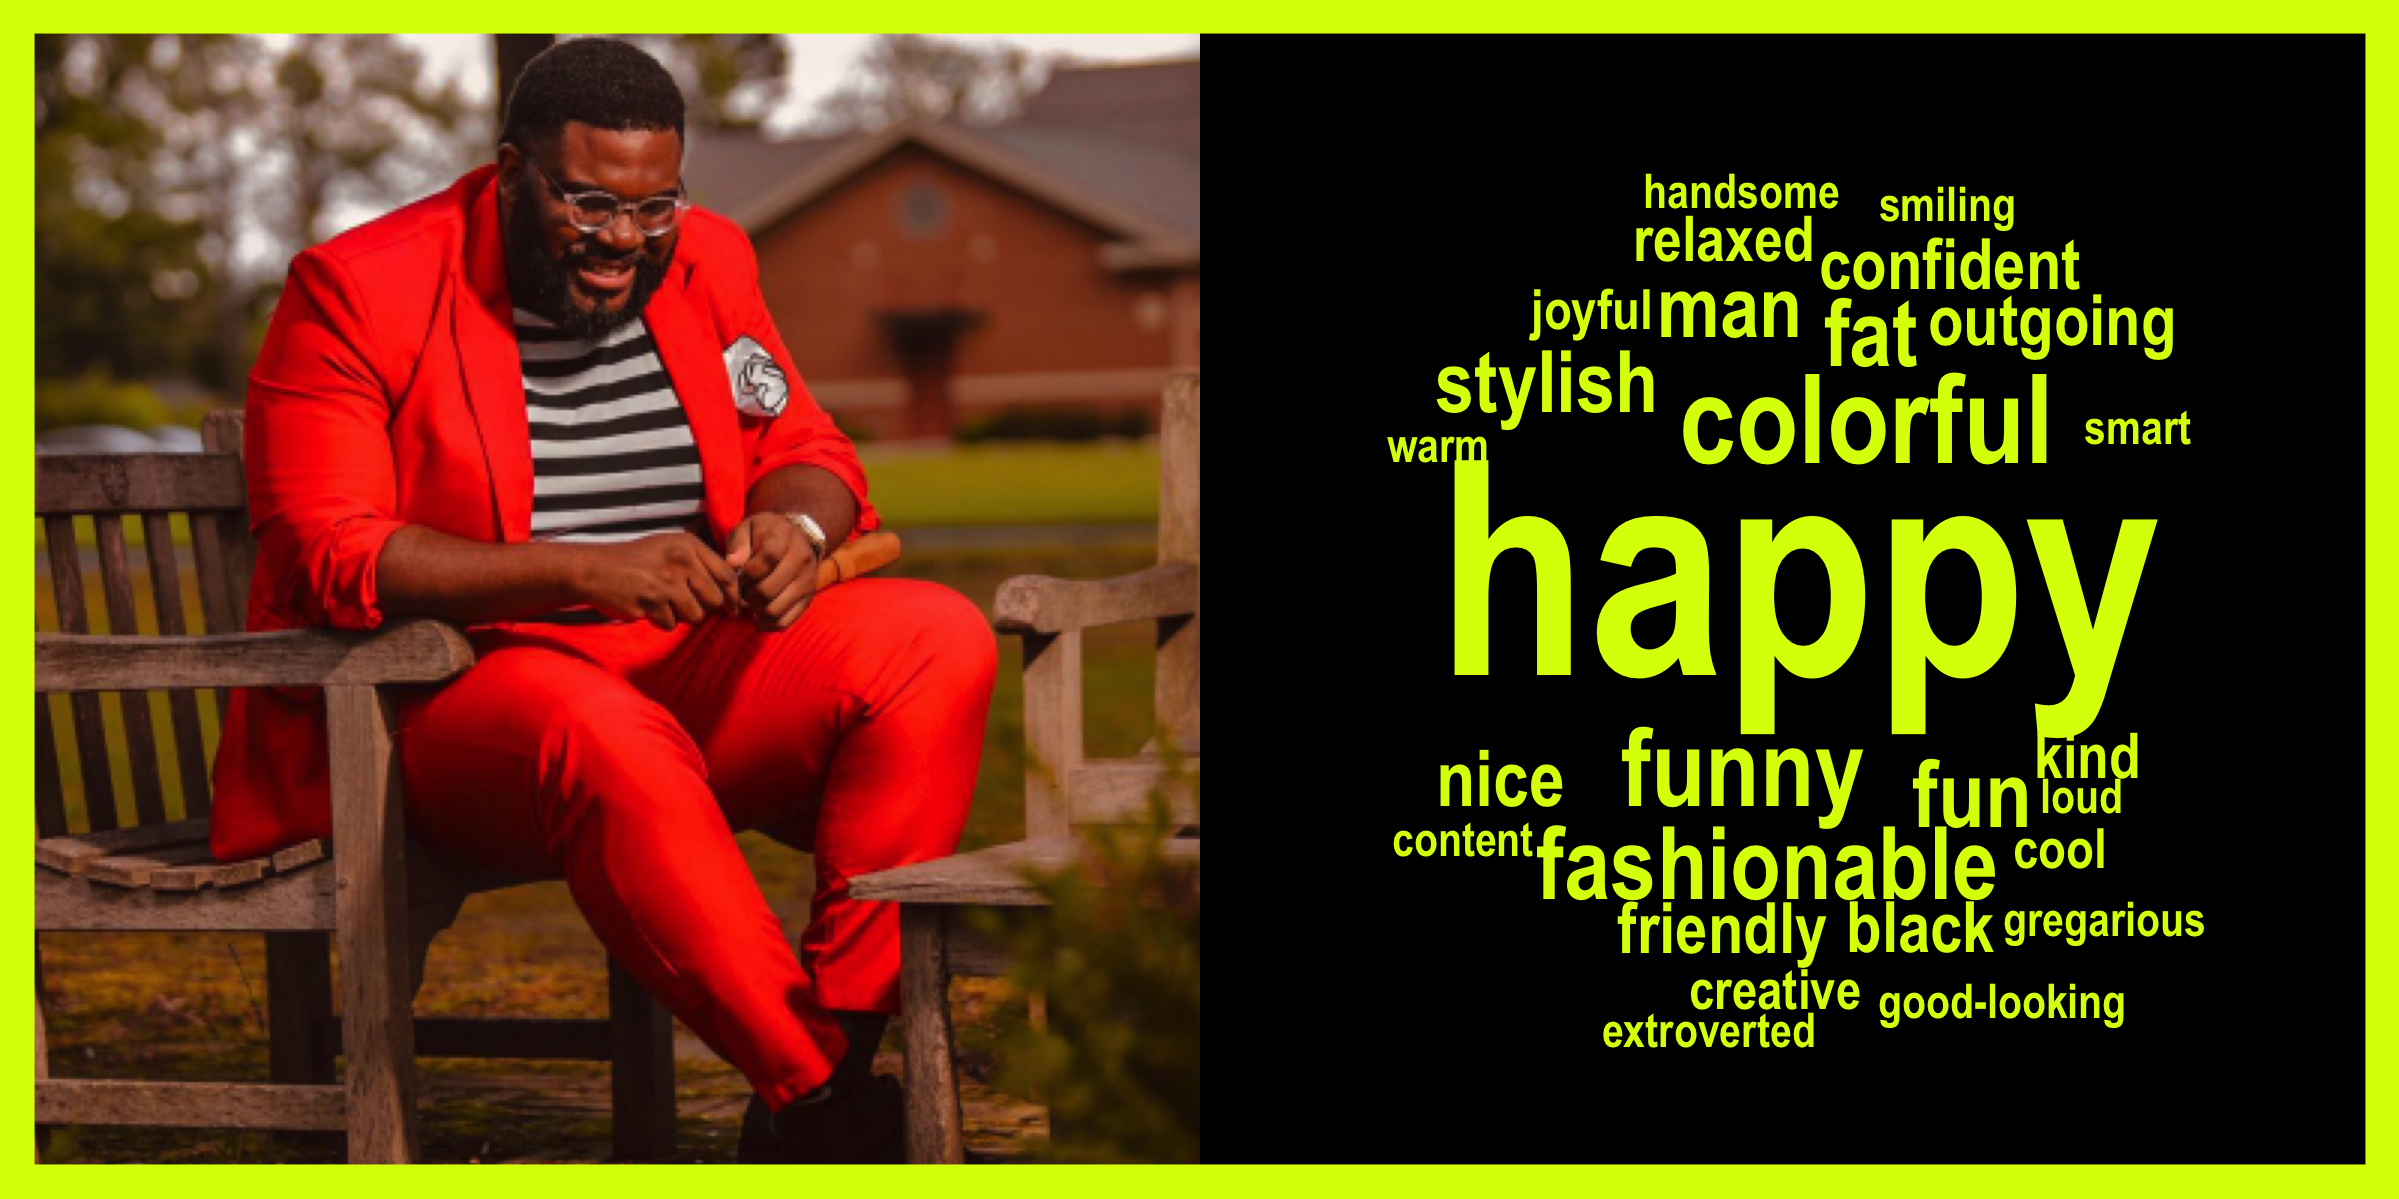 handsome smiling
relaxed confident
joyful man fat outgoing
stylish colorful smart
warm
happy
nice funny fun kind
loud
content fashionable cool
friendly black gregarious
creative good-looking
extroverted